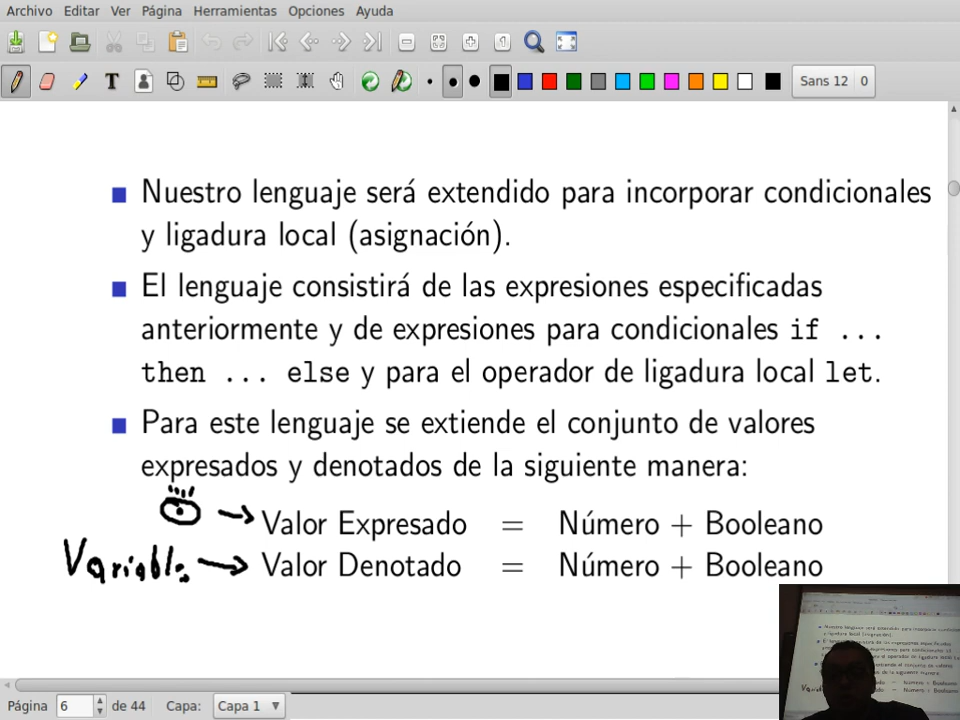 Archivo Editar Ver Página Herramientas Opciones Ayuda
T Sans 12 0
Nuestro lenguaje será extendido para incorporar condicionales
y ligadura local (asignación).
El lenguaje consistirá de las expresiones especificadas
anteriormente y de expresiones para condicionales if ...
then ... else y para el operador de ligadura local let.
Para este lenguaje se extiende el conjunto de valores
expresados y denotados de la siguiente manera:
Valor Expresado = Número + Booleano
Variable Valor Denotado = Número + Booleano
Página 6 de 44 Capa: Capa 1